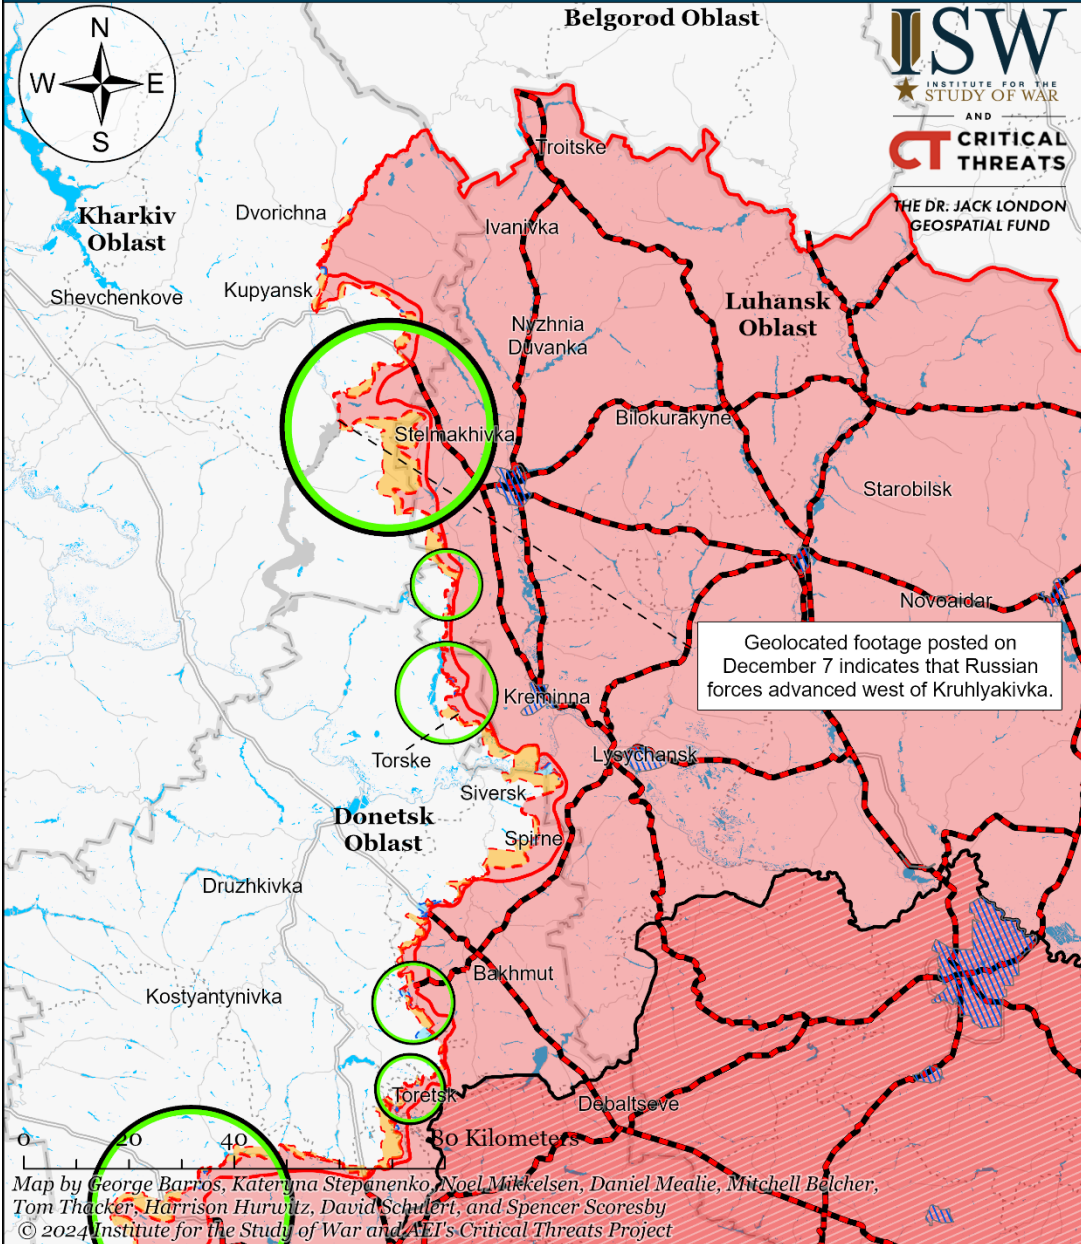 Belgorod Oblast
N
W
E
S
ISW
INSTITUTE FOR THE
STUDY OF WAR
AND
CT CRITICAL
THREATS
THE DR. JACK LONDON
GEOSPATIAL FUND
Troitske
Dvorichna
Kharkiv
Oblast
Ivanivka
Kupyansk
Shevchenkove
Luhansk
Oblast
Nyzhnia
Duvanka
Bilokurakyne
Stelmakhivka
Starobilsk
Novoaidar
Geolocated footage posted on
December 7 indicates that Russian
forces advanced west of Kruhlyakivka.
Kreminna
Torske
Lysychansk
Siversk
Donetsk
Oblast
Spirne
Druzhkivka
Bakhmut
Kostyantynivka
Toretsk
Debaltseve
0 20 40 80 Kilometers
Map by George Barros, Kateryna Stepanenko, Noel Mikkelsen, Daniel Mealie, Mitchell Belcher,
Tom Thacker, Harrison Hurwitz, David Schulert, and Spencer Scoresby
© 2024 Institute for the Study of War and AEI's Critical Threats Project